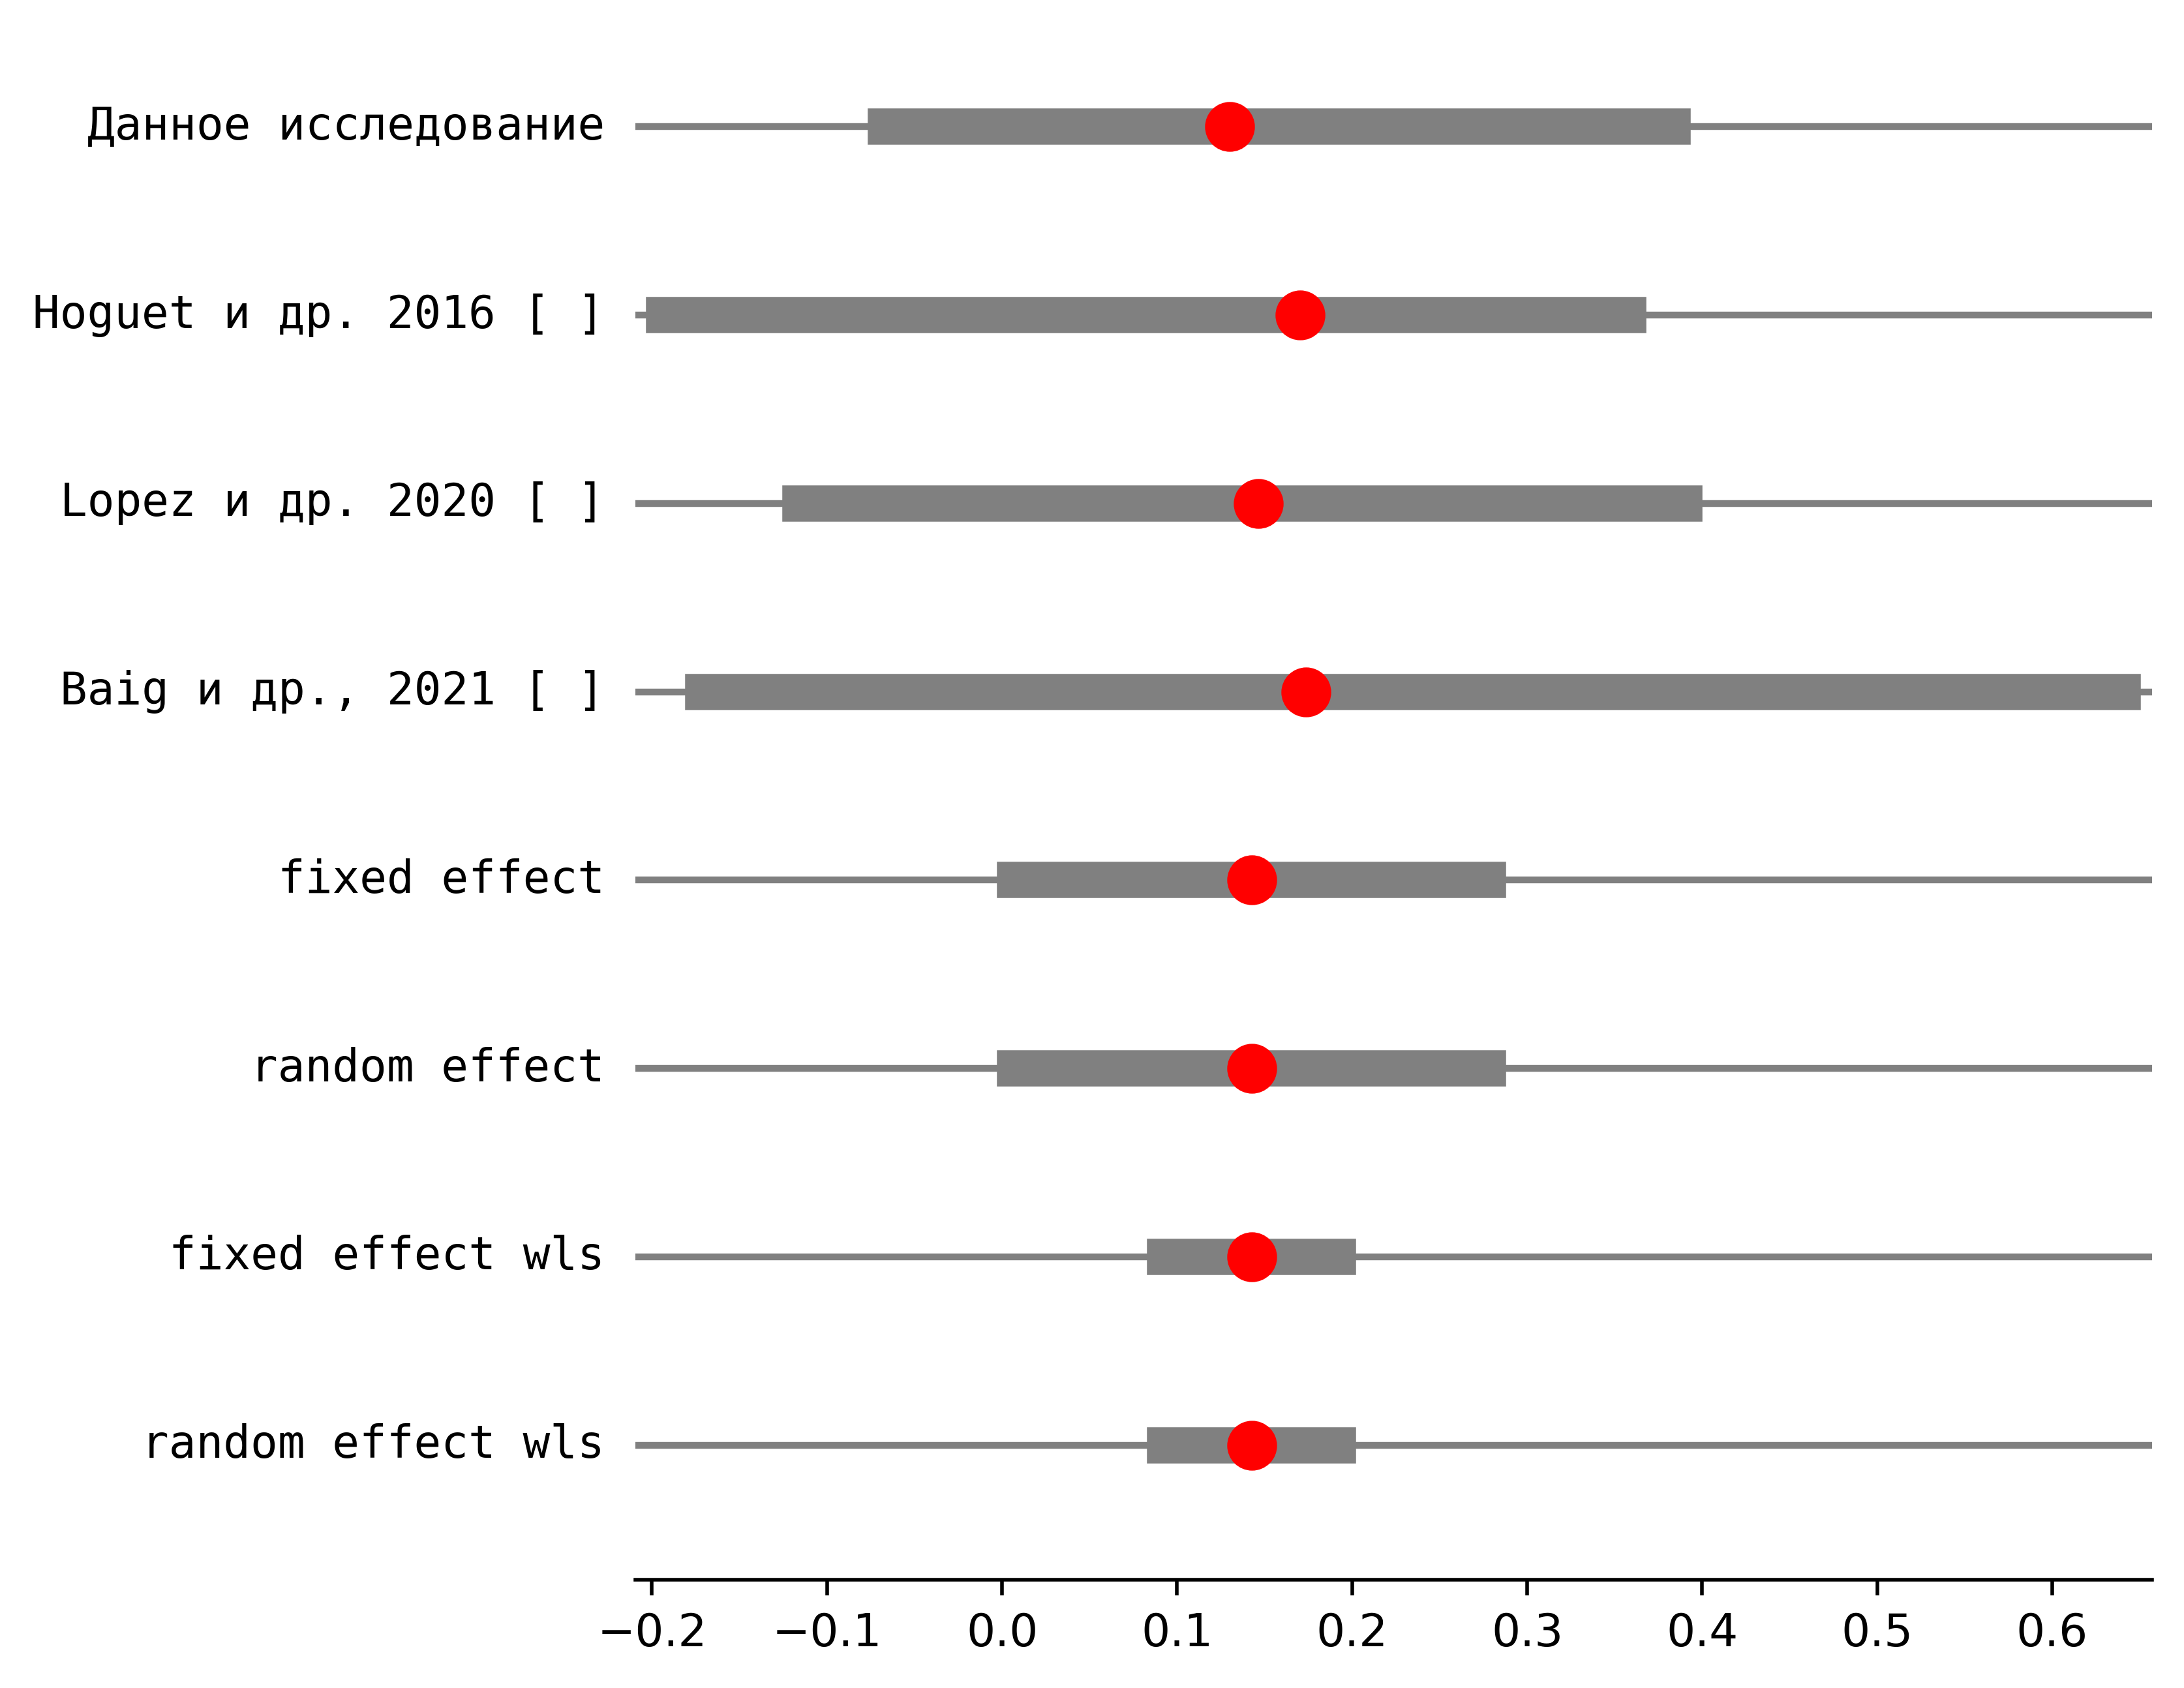 Данное исследование
Hoguet и др. 2016 [ ]
Lopez и др. 2020 [ ]
Baig и др., 2021 [ ]
fixed effect
random effect
fixed effect wls
random effect wls
−0.2 −0.1 0.0 0.1 0.2 0.3 0.4 0.5 0.6